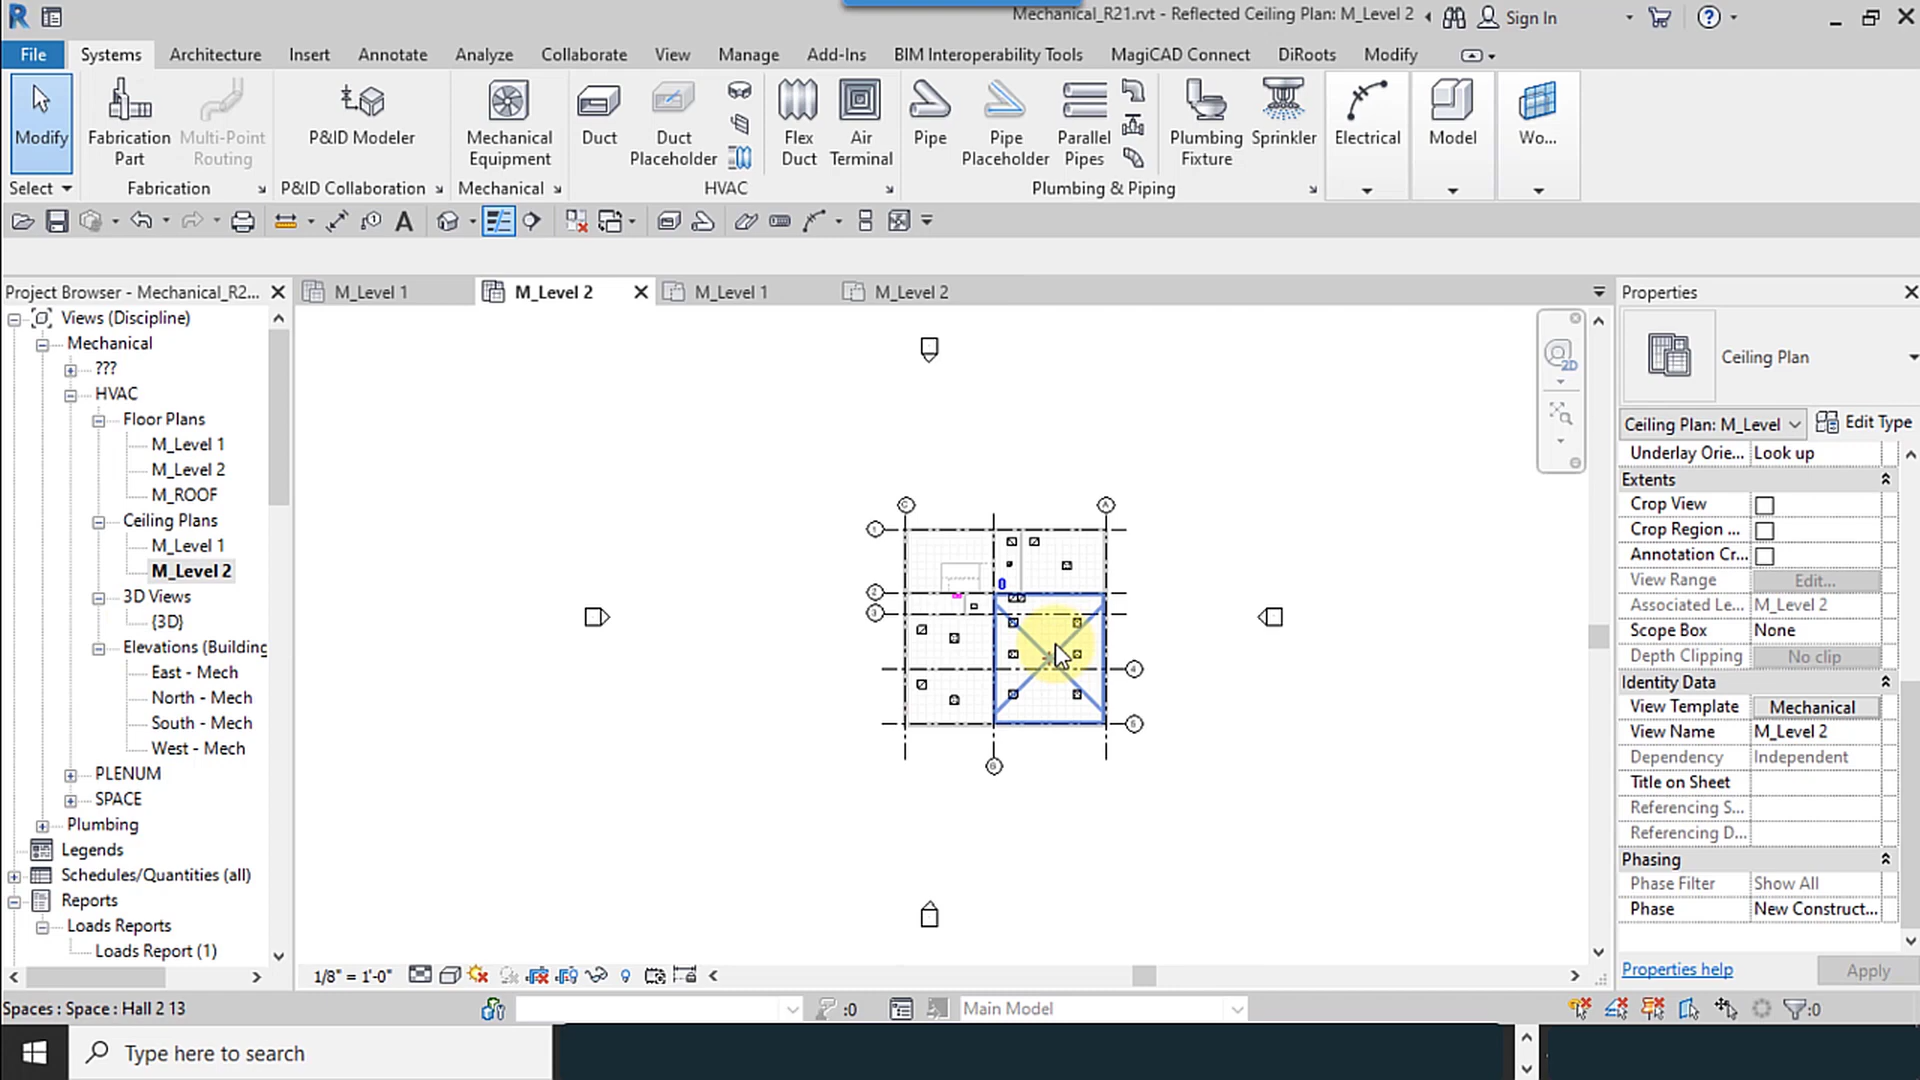 Mechanical_R21.rvt - Reflected Ceiling Plan: M_Level 2
Sign In
File Systems Architecture Insert Annotate Analyze Collaborate View Manage Add-Ins BIM Interoperability Tools MagiCAD Connect DiRoots Modify
Modify
Fabrication Part
Multi-Point Routing
P&ID Modeler
Mechanical Equipment
Duct
Duct Placeholder
Flex Duct
Air Terminal
Pipe
Pipe Placeholder
Parallel Pipes
Plumbing Fixture
Sprinkler
Electrical
Model
Wo...
Select Fabrication P&ID Collaboration Mechanical HVAC Plumbing & Piping
Project Browser - Mechanical_R2...
M_Level 1
M_Level 2
M_Level 1
M_Level 2
Properties
Views (Discipline)
Mechanical
???
HVAC
Floor Plans
M_Level 1
M_Level 2
M_ROOF
Ceiling Plans
M_Level 1
M_Level 2
3D Views
{3D}
Elevations (Building
East - Mech
North - Mech
South - Mech
West - Mech
PLENUM
SPACE
Plumbing
Legends
Schedules/Quantities (all)
Reports
Loads Reports
Loads Report (1)
2D
C
A
1
2
3
4
5
0
Ceiling Plan
Ceiling Plan: M_Level
Edit Type
Underlay Orie... Look up
Extents
Crop View
Crop Region ...
Annotation Cr...
View Range Edit...
Associated Le... M_Level 2
Scope Box None
Depth Clipping No clip
Identity Data
View Template Mechanical
View Name M_Level 2
Dependency Independent
Title on Sheet
Referencing S...
Referencing D...
Phasing
Phase Filter Show All
Phase New Construct...
Properties help
Apply
1/8" = 1'-0"
Spaces : Space : Hall 2 13
:0
Main Model
:0
Type here to search